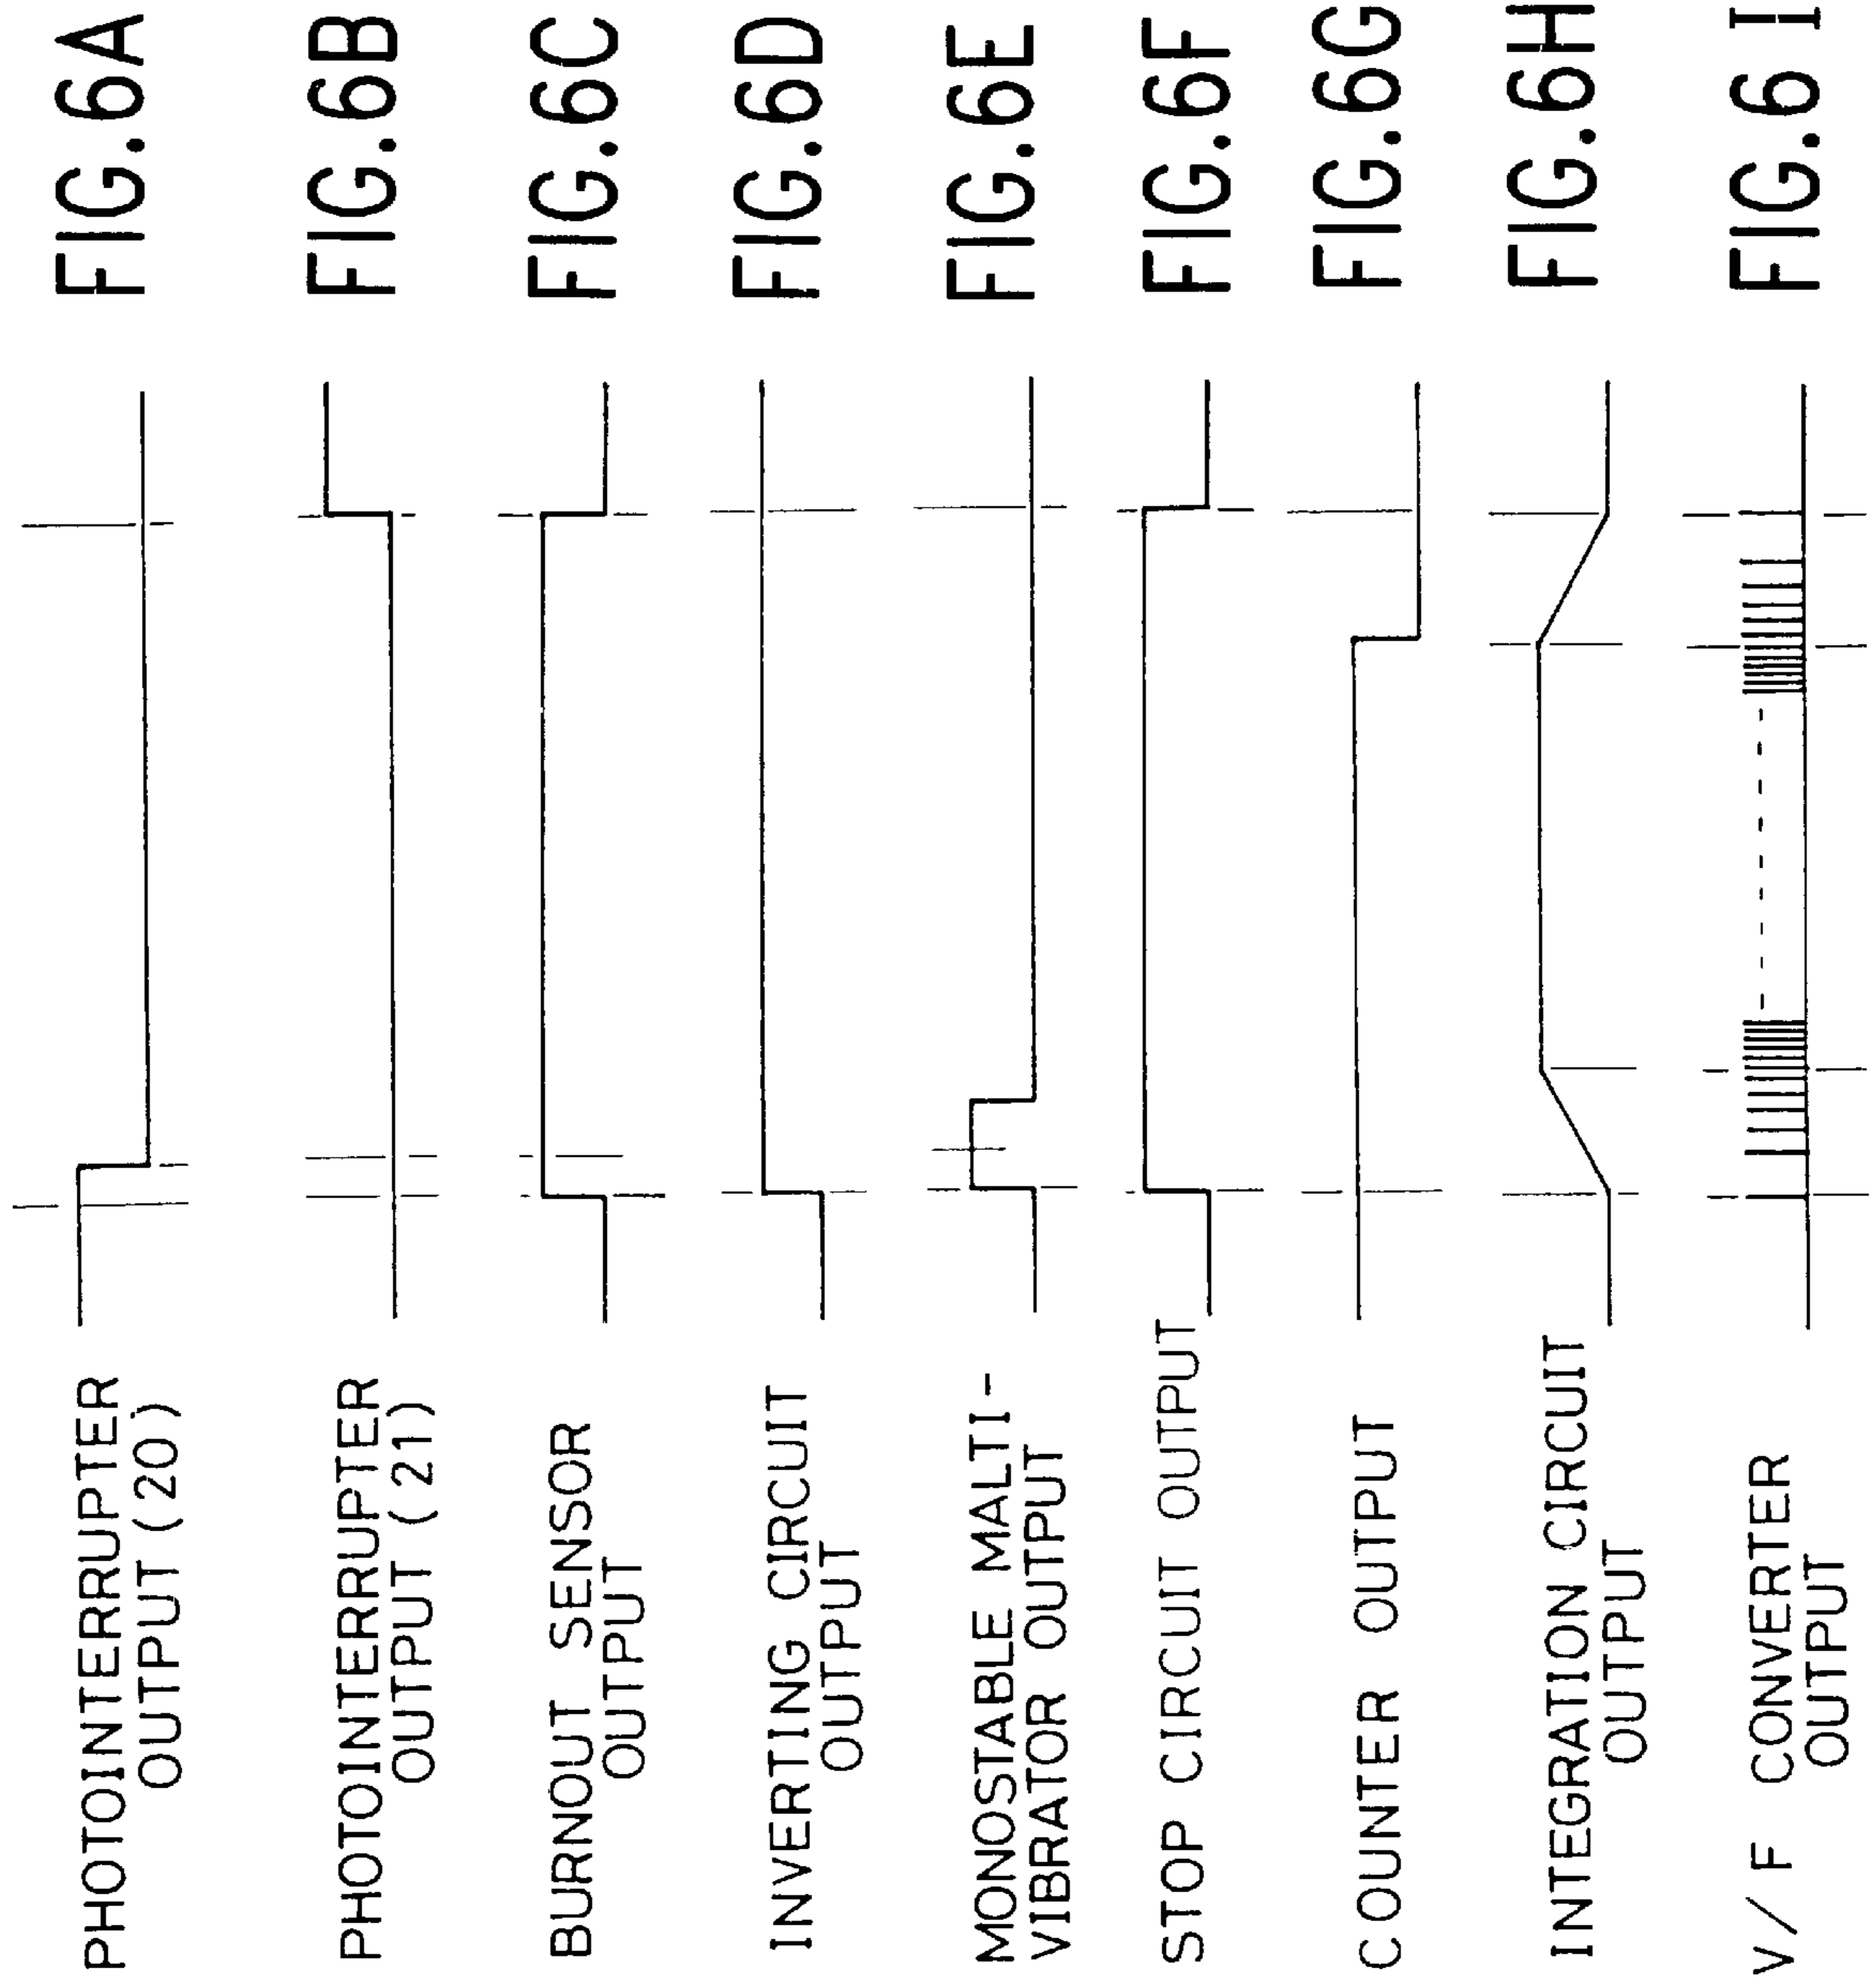 PHOTOINTERRUPTER
OUTPUT (20)
FIG.6A
PHOTOINTERRUPTER
OUTPUT (21)
FIG.6B
BURNOUT SENSOR
OUTPUT
FIG.6C
INVERTING CIRCUIT
OUTPUT
FIG.6D
MONOSTABLE MALTI-
VIBRATOR OUTPUT
FIG.6E
STOP CIRCUIT OUTPUT
FIG.6F
COUNTER OUTPUT
FIG.6G
INTEGRATION CIRCUIT
OUTPUT
FIG.6H
V/F CONVERTER
OUTPUT
FIG.6 I